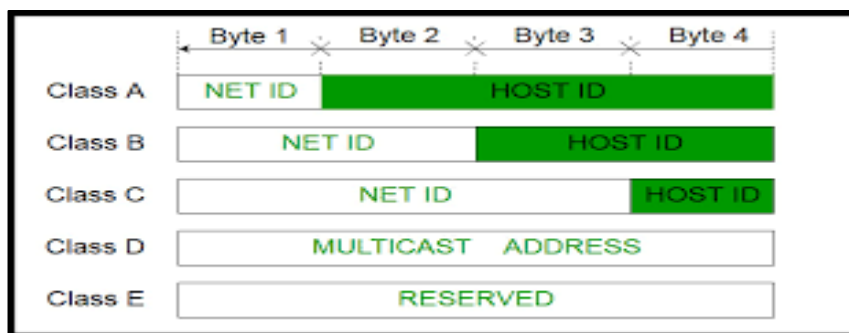 Byte 1 Byte 2 Byte 3 Byte 4
Class A NET ID HOST ID
Class B NET ID HOST ID
Class C NET ID HOST ID
Class D MULTICAST ADDRESS
Class E RESERVED